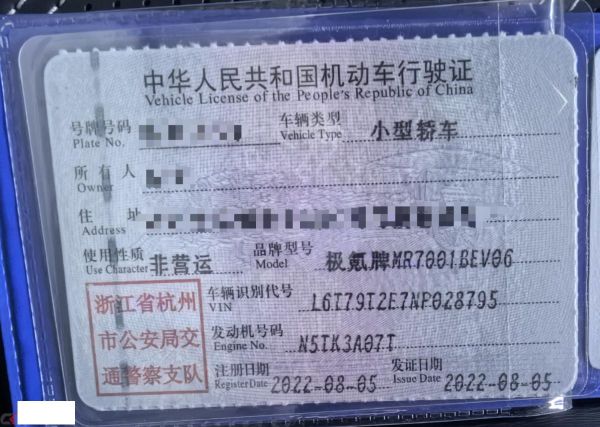 中华人民共和国机动车行驶证
Vehicle License of the People's Republic of China
号牌号码 车辆类型 小型轿车
Plate No. Vehicle Type
所有人
Owner
住址
Address
使用性质 非营运 品牌型号 极氪牌MR7001BEV06
Use Character Model
浙江省杭州 车辆识别代号 L6T79T2E7NP028795
VIN
市公安局交 发动机号码 N5TK3A07T
Engine No.
通警察支队 注册日期 2022-08-05 发证日期 2022-08-05
Register Date Issue Date